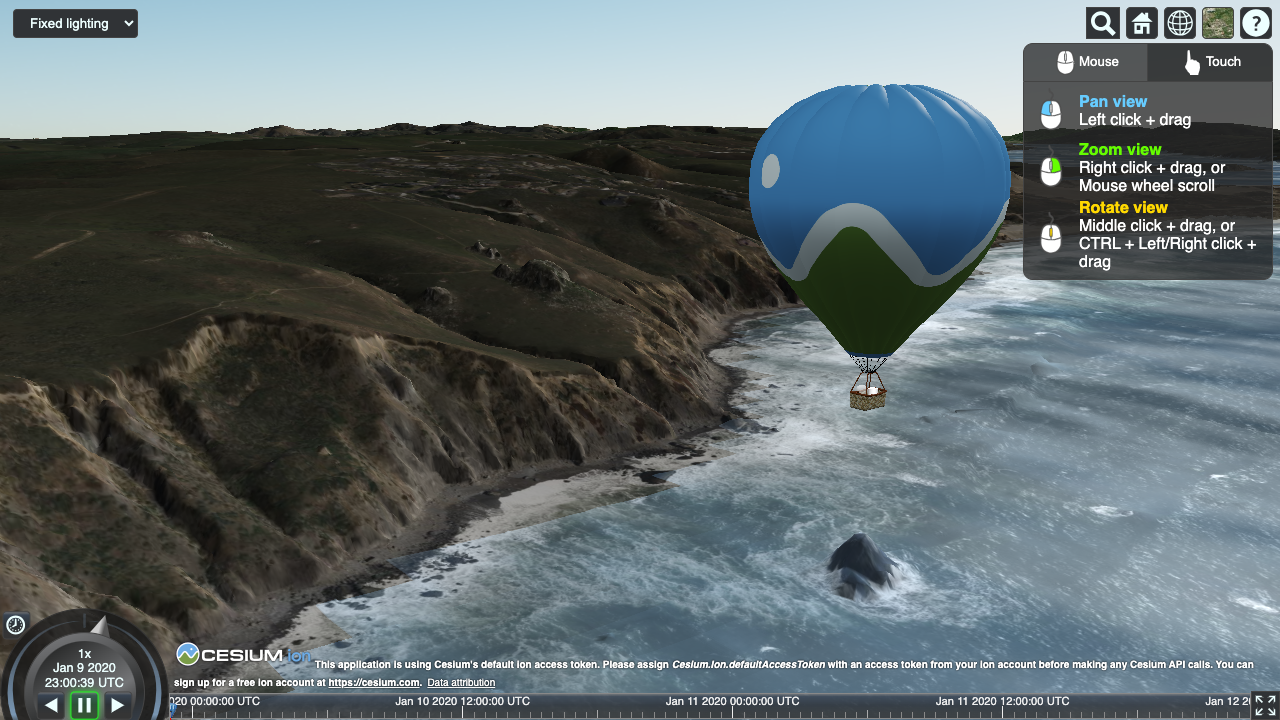 Fixed lighting
?
Mouse
Touch
Pan view
Left click + drag
Zoom view
Right click + drag, or
Mouse wheel scroll
Rotate view
Middle click + drag, or
CTRL + Left/Right click +
drag
1x
Jan 9 2020
23:00:39 UTC
CESIUM ion
This application is using Cesium's default ion access token. Please assign Cesium.Ion.defaultAccessToken with an access token from your ion account before making any Cesium API calls. You can
sign up for a free ion account at https://cesium.com. Data attribution
20 00:00:00 UTC
Jan 10 2020 12:00:00 UTC
Jan 11 2020 00:00:00 UTC
Jan 11 2020 12:00:00 UTC
Jan 12 2